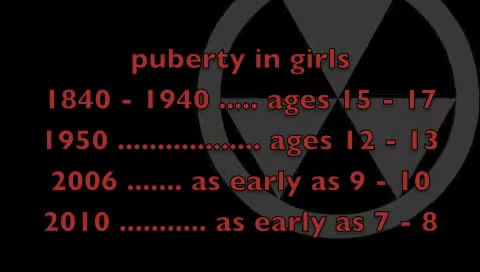 puberty in girls
1840 - 1940 ..... ages 15 - 17
1950 .................. ages 12 - 13
2006 ....... as early as 9 - 10
2010 ........... as early as 7 - 8